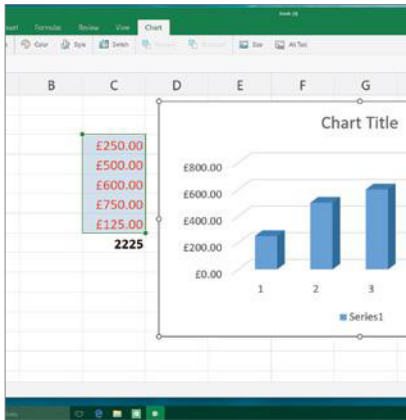 Insert Formulas Review View Chart
Color Style Switch Size Alt Text
B C D E F G
£250.00
£500.00
£600.00
£750.00
£125.00
2225
Chart Title
£800.00
£600.00
£400.00
£200.00
£0.00
1 2 3
Series1